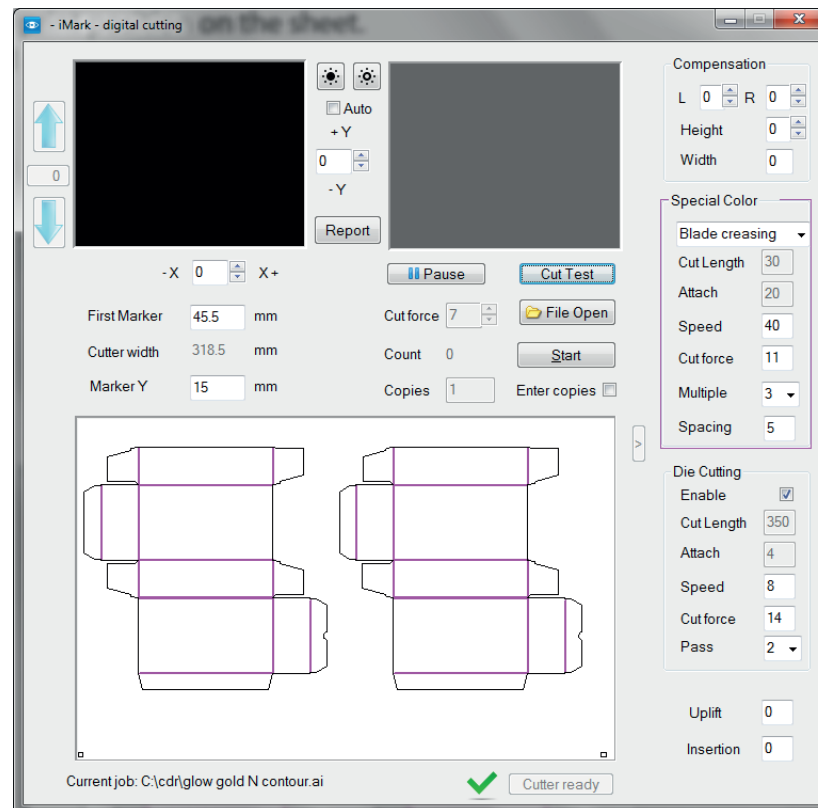 on the sheet.
- iMark - digital cutting
Auto
+ Y
0
- Y
Report
0
- X 0 X +
Pause
Cut Test
First Marker 45.5 mm
Cut force 7
File Open
Cutter width 318.5 mm
Count 0
Start
Marker Y 15 mm
Copies 1
Enter copies
>
Compensation
L 0 R 0
Height 0
Width 0
Special Color
Blade creasing
Cut Length 30
Attach 20
Speed 40
Cut force 11
Multiple 3
Spacing 5
Die Cutting
Enable
Cut Length 350
Attach 4
Speed 8
Cut force 14
Pass 2
Uplift 0
Insertion 0
Current job: C:\cdr\glow gold N contour.ai
Cutter ready